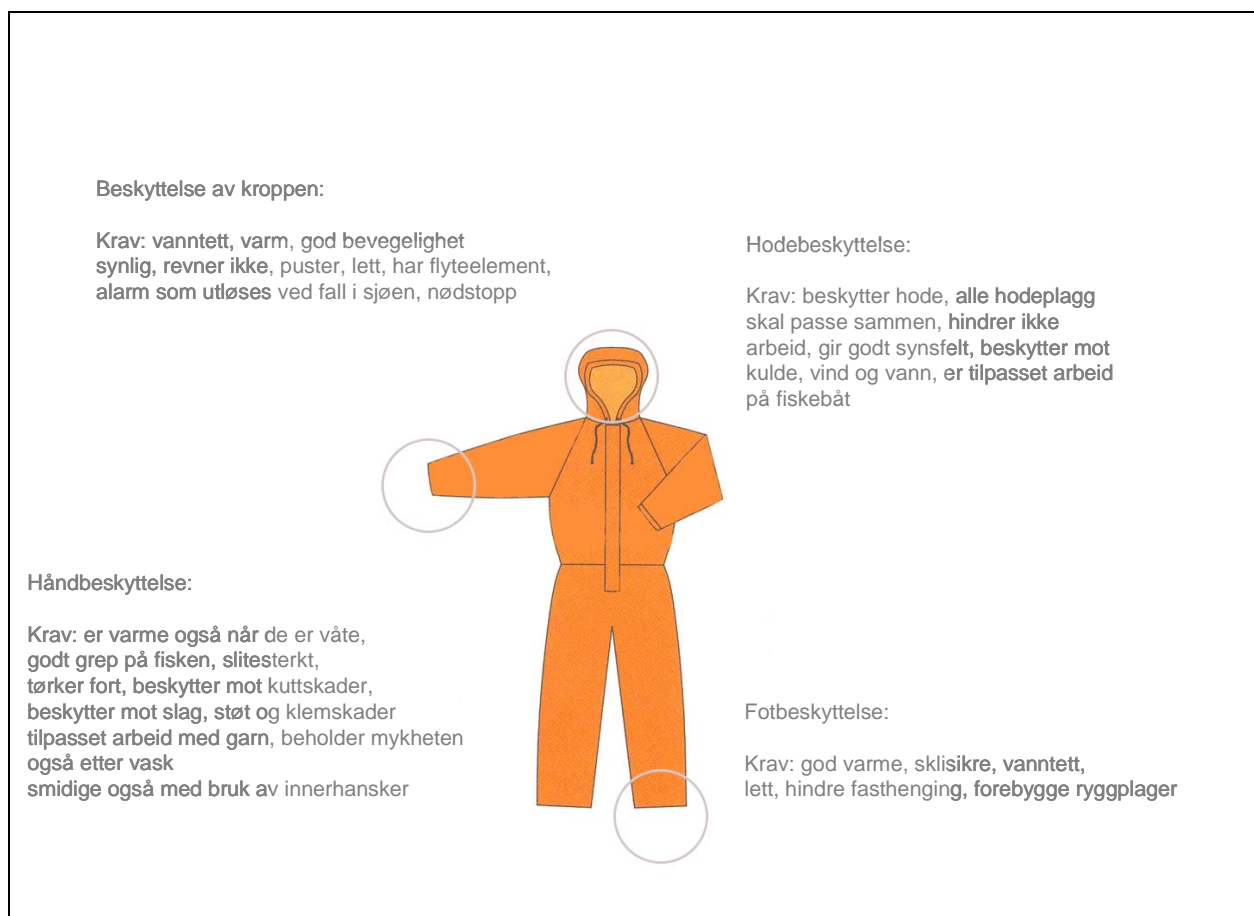 Beskyttelse av kroppen:
Krav: vanntett, varm, god bevegelighet
synlig, revner ikke, puster, lett, har flyteelement,
alarm som utløses ved fall i sjøen, nødstopp
Hodebeskyttelse:
Krav: beskytter hode, alle hodeplagg
skal passe sammen, hindrer ikke
arbeid, gir godt synsfelt, beskytter mot
kulde, vind og vann, er tilpasset arbeid
på fiskebåt
Håndbeskyttelse:
Krav: er varme også når de er våte,
godt grep på fisken, slitesterkt,
tørker fort, beskytter mot kuttskader,
beskytter mot slag, støt og klemskader
tilpasset arbeid med garn, beholder mykheten
også etter vask
smidige også med bruk av innerhansker
Fotbeskyttelse:
Krav: god varme, sklisikre, vanntett,
lett, hindre fasthenging, forebygge ryggplager